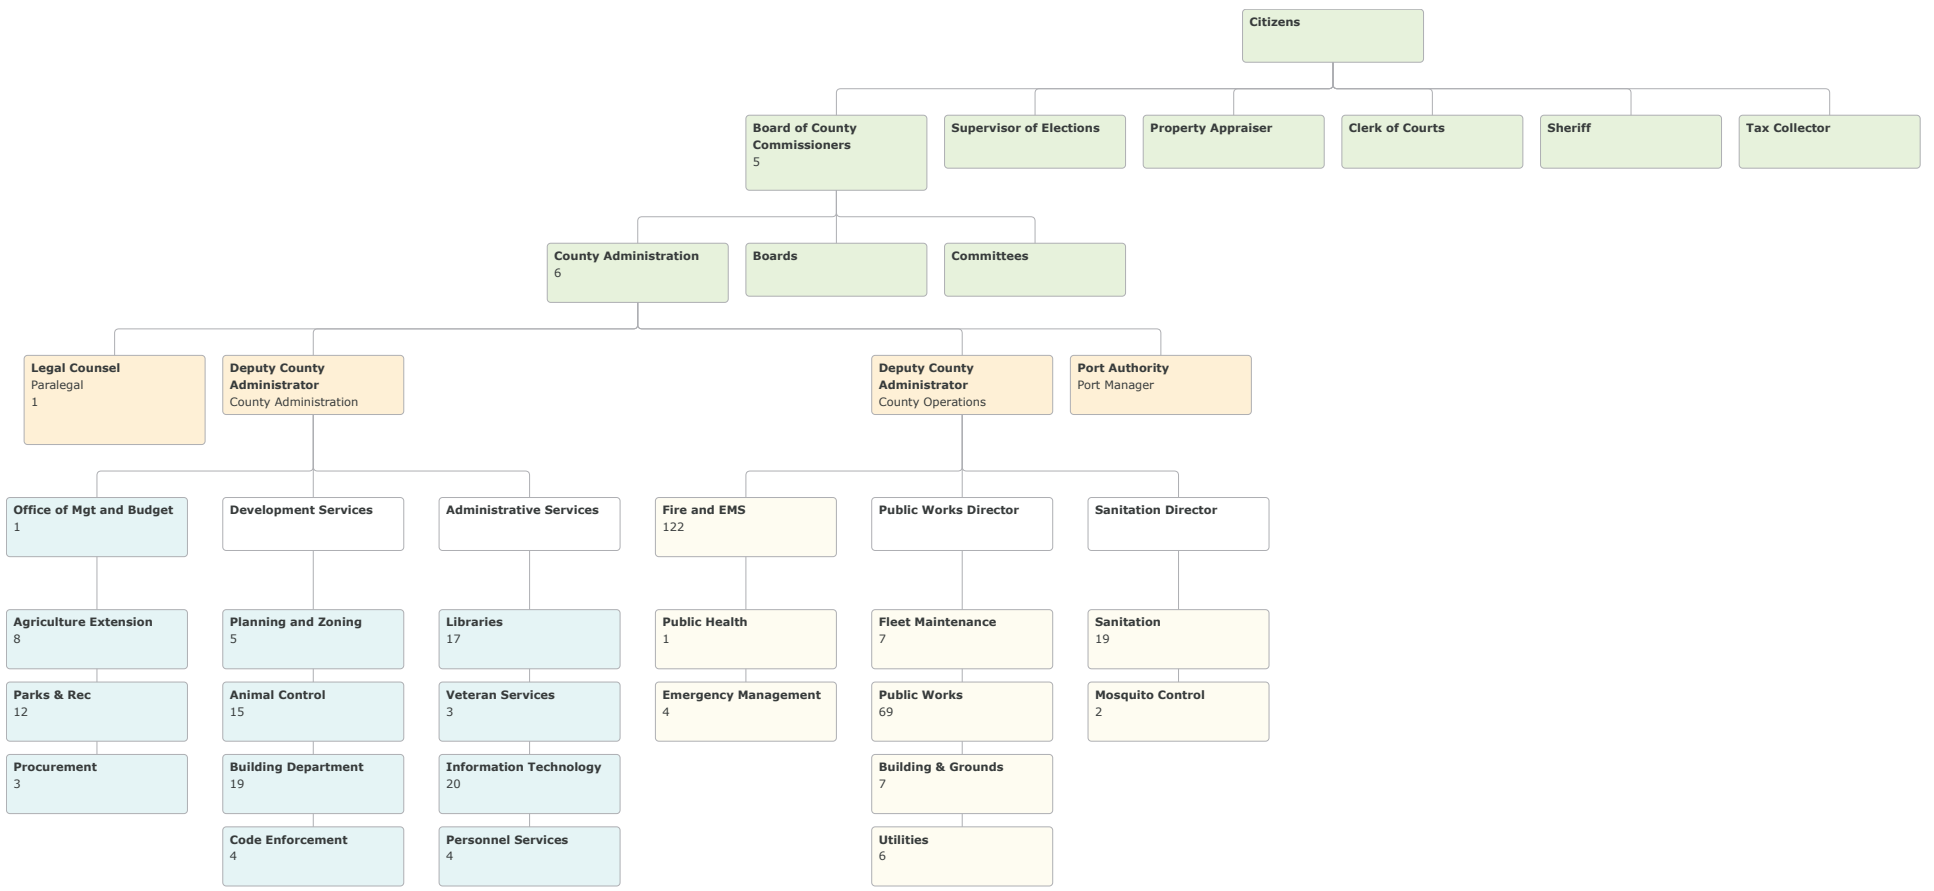 Citizens
Board of County
Commissioners
5
Supervisor of Elections
Property Appraiser
Clerk of Courts
Sheriff
Tax Collector
County Administration
6
Boards
Committees
Legal Counsel
Paralegal
1
Deputy County
Administrator
County Administration
Deputy County
Administrator
County Operations
Port Authority
Port Manager
Office of Mgt and Budget
1
Development Services
Administrative Services
Fire and EMS
122
Public Works Director
Sanitation Director
Agriculture Extension
8
Planning and Zoning
5
Libraries
17
Public Health
1
Fleet Maintenance
7
Sanitation
19
Parks & Rec
12
Animal Control
15
Veteran Services
3
Emergency Management
4
Public Works
69
Mosquito Control
2
Procurement
3
Building Department
19
Information Technology
20
Building & Grounds
7
Code Enforcement
4
Personnel Services
4
Utilities
6